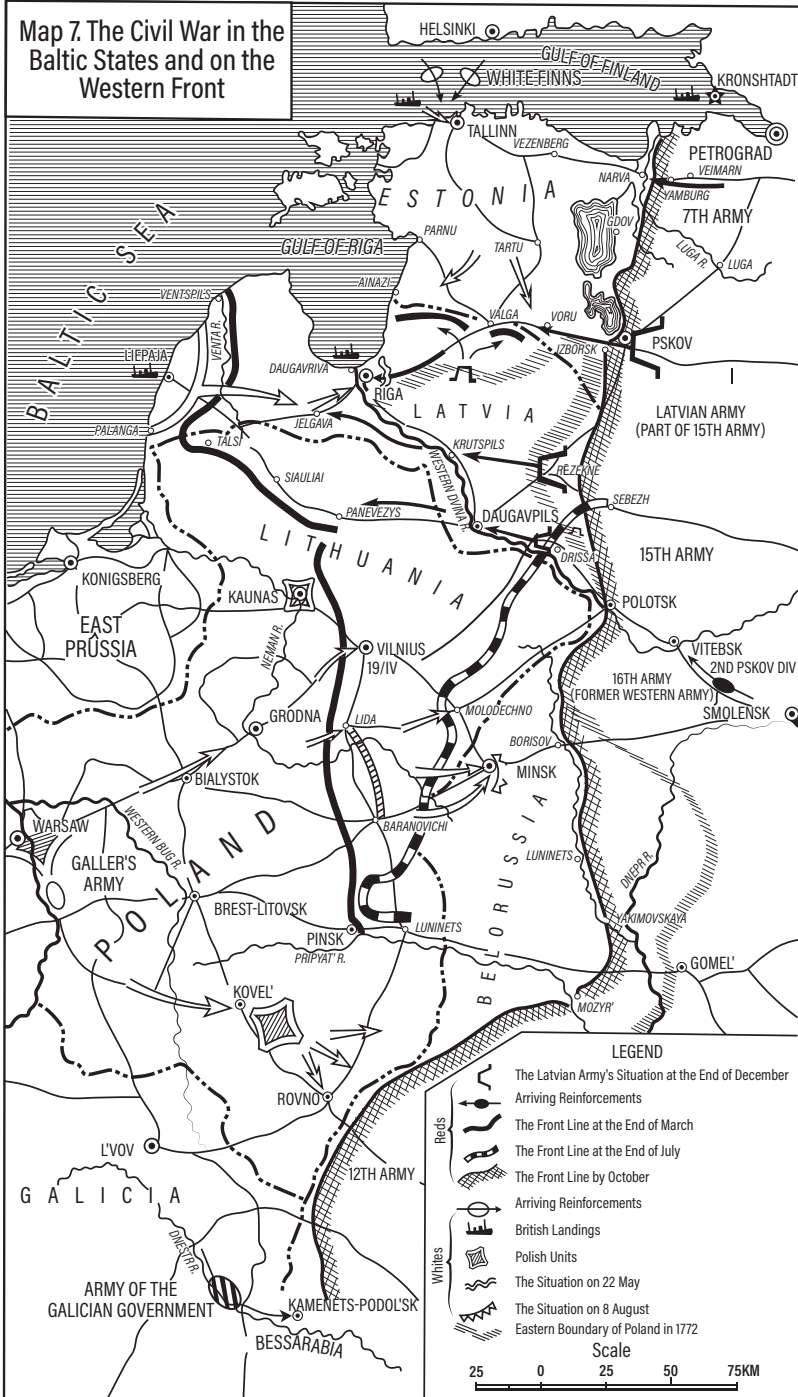 Map 7. The Civil War in the
Baltic States and on the
Western Front
HELSINKI
GULF OF FINLAND
WHITE FINNS
KRONSHTADT
TALLINN
VEZENBERG
PETROGRAD
NARVA
VEIMARN
YAMBURG
ESTONIA
7TH ARMY
GDOV
BALTIC SEA
PARNU
GULF OF RIGA
TARTU
LUGA R.
LUGA
AINAZI
VENTSPILS
VALGA
VORU
VENTA R.
IZBORSK
PSKOV
LIEPAJA
DAUGAVRIVA
RIGA
LATVIA
LATVIAN ARMY
(PART OF 15TH ARMY)
JELGAVA
PALANGA
TALSI
KRUTSPILS
WESTERN DVINA R.
REZEKNE
SIAULIAI
SEBEZH
PANEVEZYS
DAUGAVPILS
LITHUANIA
DRISSA
15TH ARMY
KONIGSBERG
KAUNAS
POLOTSK
EAST
PRUSSIA
NEMAN R.
VILNIUS
19/IV
VITEBSK
2ND PSKOV DIV
16TH ARMY
(FORMER WESTERN ARMY)
SMOLENSK
GRODNA
LIDA
MOLODECHNO
BORISOV
MINSK
BIALYSTOK
WARSAW
WESTERN BUG R.
BARANOVICHI
POLAND
GALLER'S
ARMY
LUNINETS
DNEPR R.
BELORUSSIA
BREST-LITOVSK
PINSK
LUNINETS
YAKIMOVSKAYA
PRIPYAT' R.
GOMEL'
KOVEL'
MOZYR'
ROVNO
L'VOV
12TH ARMY
GALICIA
DNESTR R.
ARMY OF THE
GALICIAN GOVERNMENT
KAMENETS-PODOL'SK
BESSARABIA
LEGEND
Reds
The Latvian Army's Situation at the End of December
Arriving Reinforcements
The Front Line at the End of March
The Front Line at the End of July
The Front Line by October
Whites
Arriving Reinforcements
British Landings
Polish Units
The Situation on 22 May
The Situation on 8 August
Eastern Boundary of Poland in 1772
Scale
25 0 25 50 75KM